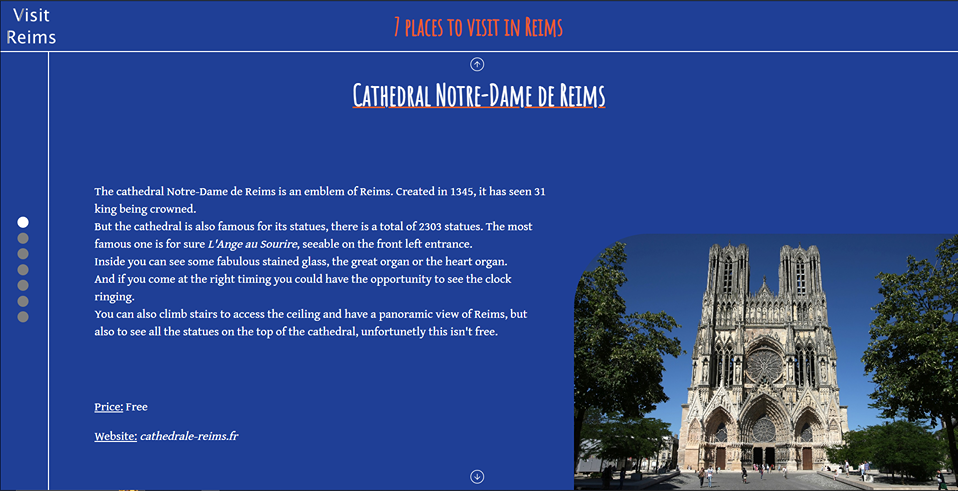 Visit
Reims
7 places to visit in Reims
Cathedral Notre-Dame de Reims
The cathedral Notre-Dame de Reims is an emblem of Reims. Created in 1345, it has seen 31
king being crowned.
But the cathedral is also famous for its statues, there is a total of 2303 statues. The most
famous one is for sure L'Ange au Sourire, seeable on the front left entrance.
Inside you can see some fabulous stained glass, the great organ or the heart organ.
And if you come at the right timing you could have the opportunity to see the clock
ringing.
You can also climb stairs to access the ceiling and have a panoramic view of Reims, but
also to see all the statues on the top of the cathedral, unfortunetly this isn't free.
Price: Free
Website: cathedrale-reims.fr